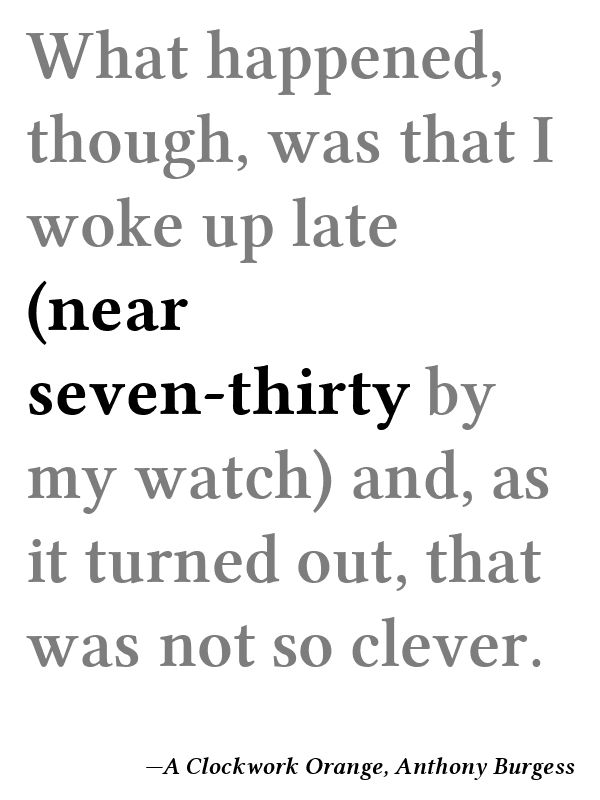 What happened,
though, was that I
woke up late
(near
seven-thirty by
my watch) and, as
it turned out, that
was not so clever.
—A Clockwork Orange, Anthony Burgess